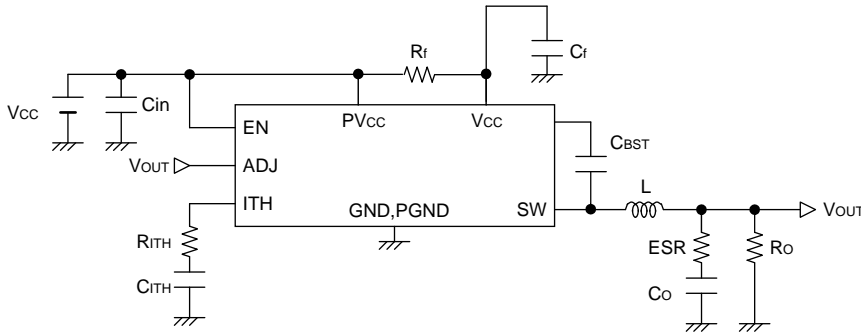 Rf
Cf
VCC
Cin
EN
PVCC
VCC
CBST
VOUT
ADJ
ITH
GND,PGND
SW
L
VOUT
RITH
ESR
RO
CITH
CO